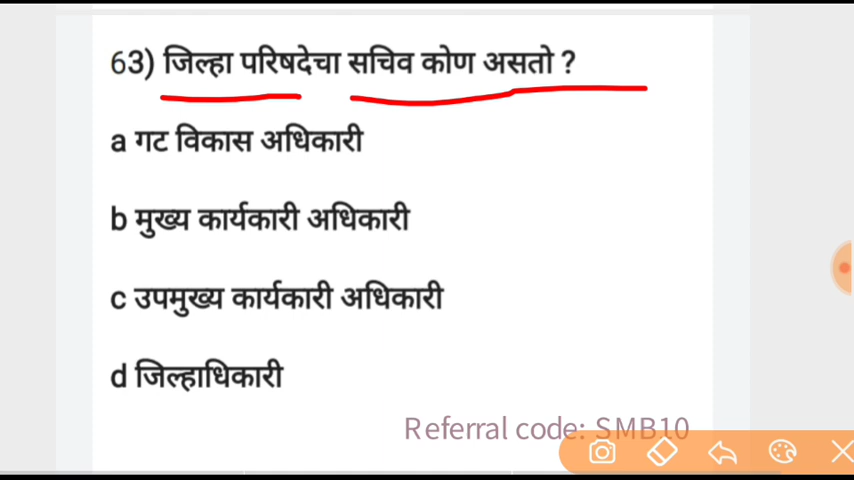 63) जिल्हा परिषदेचा सचिव कोण असतो ?
a गट विकास अधिकारी
b मुख्य कार्यकारी अधिकारी
c उपमुख्य कार्यकारी अधिकारी
d जिल्हाधिकारी
Referral code: SMB10